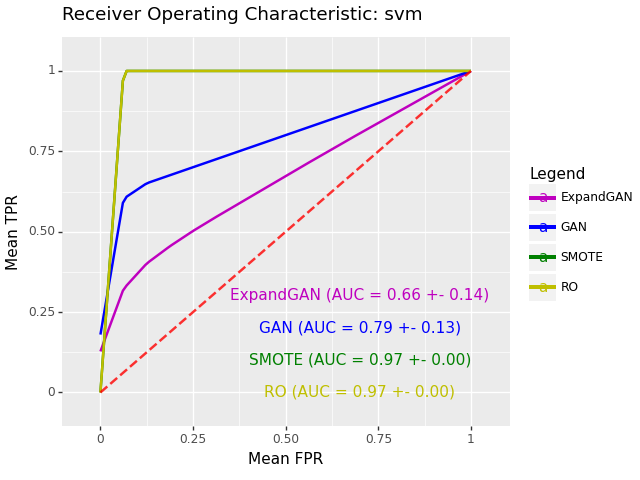 Receiver Operating Characteristic: svm
1
0.75
0.50
0.25
0
Mean TPR
ExpandGAN (AUC = 0.66 +- 0.14)
GAN (AUC = 0.79 +- 0.13)
SMOTE (AUC = 0.97 +- 0.00)
RO (AUC = 0.97 +- 0.00)
0 0.25 0.50 0.75 1
Mean FPR
Legend
a ExpandGAN
a GAN
a SMOTE
a RO